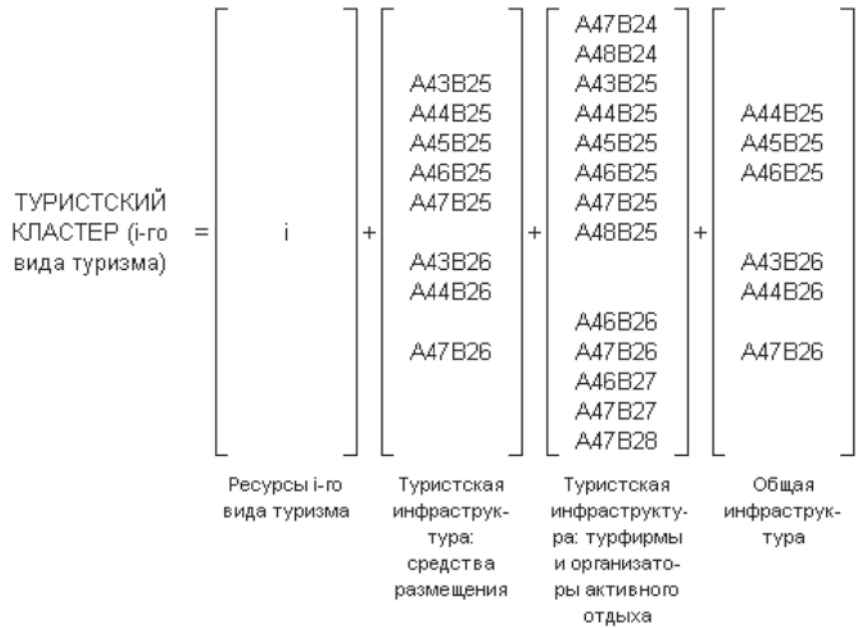 ТУРИСТСКИЙ
КЛАСТЕР (i-го
вида туризма)
=
i
+
A43B25
A44B25
A45B25
A46B25
A47B25
A43B26
A44B26
A47B26
+
A47B24
A48B24
A43B25
A44B25
A45B25
A46B25
A47B25
A48B25
A46B26
A47B26
A46B27
A47B27
A47B28
+
A44B25
A45B25
A46B25
A43B26
A44B26
A47B26
Ресурсы i-го
вида туризма
Туристская
инфраструк-
тура:
средства
размещения
Туристская
инфраструкту-
ра: турфирмы
и организато-
ры активного
отдыха
Общая
инфраструк-
тура